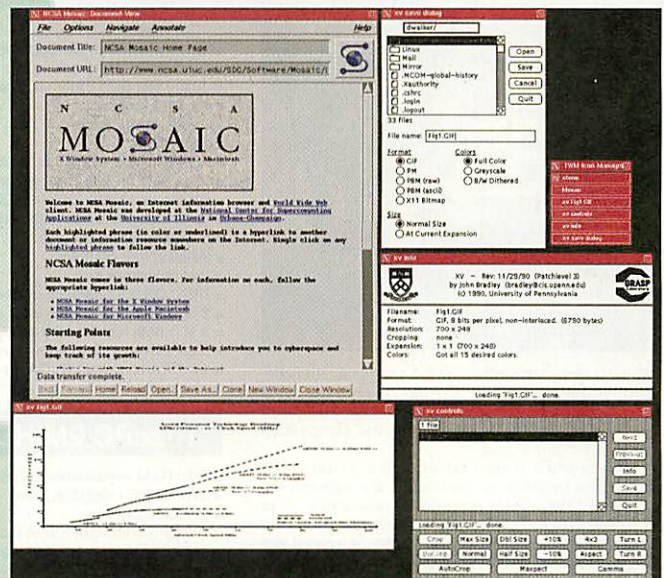 NCSA Mosaic: Document View
File Options Navigate Annotate Help
Document Title: NCSA Mosaic Home Page
Document URL: http://www.ncsa.uiuc.edu/SDG/Software/Mosaic/
N C S A
MOSAIC
X Window System • Microsoft Windows • Macintosh
Welcome to NCSA Mosaic, an Internet information browser and World Wide Web
client. NCSA Mosaic was developed at the National Center for Supercomputing
Applications at the University of Illinois in Urbana-Champaign.
Each highlighted phrase (in color or underlined) is a hyperlink to another
document or information resource somewhere on the Internet. Single click on any
highlighted phrase to follow the link.
NCSA Mosaic Flavors
NCSA Mosaic comes in three flavors. For information on each, follow the
appropriate hyperlink:
• NCSA Mosaic for the X Window System
• NCSA Mosaic for the Apple Macintosh
• NCSA Mosaic for Microsoft Windows
Starting Points
The following resources are available to help introduce you to cyberspace and
keep track of its growth:
Data transfer complete.
Back Forward Home Reload Open... Save As... Clone New Window Close Window
xv save dialog
dwalker/
Linux
Mail
Mirror
.MCOM-global-history
.Xauthority
.cshrc
.login
.logout
33 files
Open
Save
Cancel
Quit
File name: Fig1.GIF
Format Colors
GIF Full Color
PM Greyscale
PBM (raw) B/W Dithered
PBM (ascii)
X11 Bitmap
Size
Normal Size
At Current Expansion
TWM Icon Manager
xterm
Mosaic
xv Fig1.GIF
xv controls
xv info
xv save dialog
xv info
XV - Rev: 11/29/90 (Patchlevel 3)
by John Bradley (bradley@cis.upenn.edu)
© 1990, University of Pennsylvania
GRASP
Filename: Fig1.GIF
Format: GIF, 8 bits per pixel, non-interlaced. (6790 bytes)
Resolution: 700 x 248
Cropping: none
Expansion: 1 x 1 (700 x 248)
Colors: Got all 15 desired colors.
Loading 'Fig1.GIF'... done.
xv Fig1.GIF
xv controls
1 file
Next
Previous
Info
Save
Quit
Loading 'Fig1.GIF'... done.
Crop Max Size Dbl Size +10% 4x3 Turn L
UnCrop Normal Half Size -10% Aspect Turn R
AutoCrop Maxpect Gamma